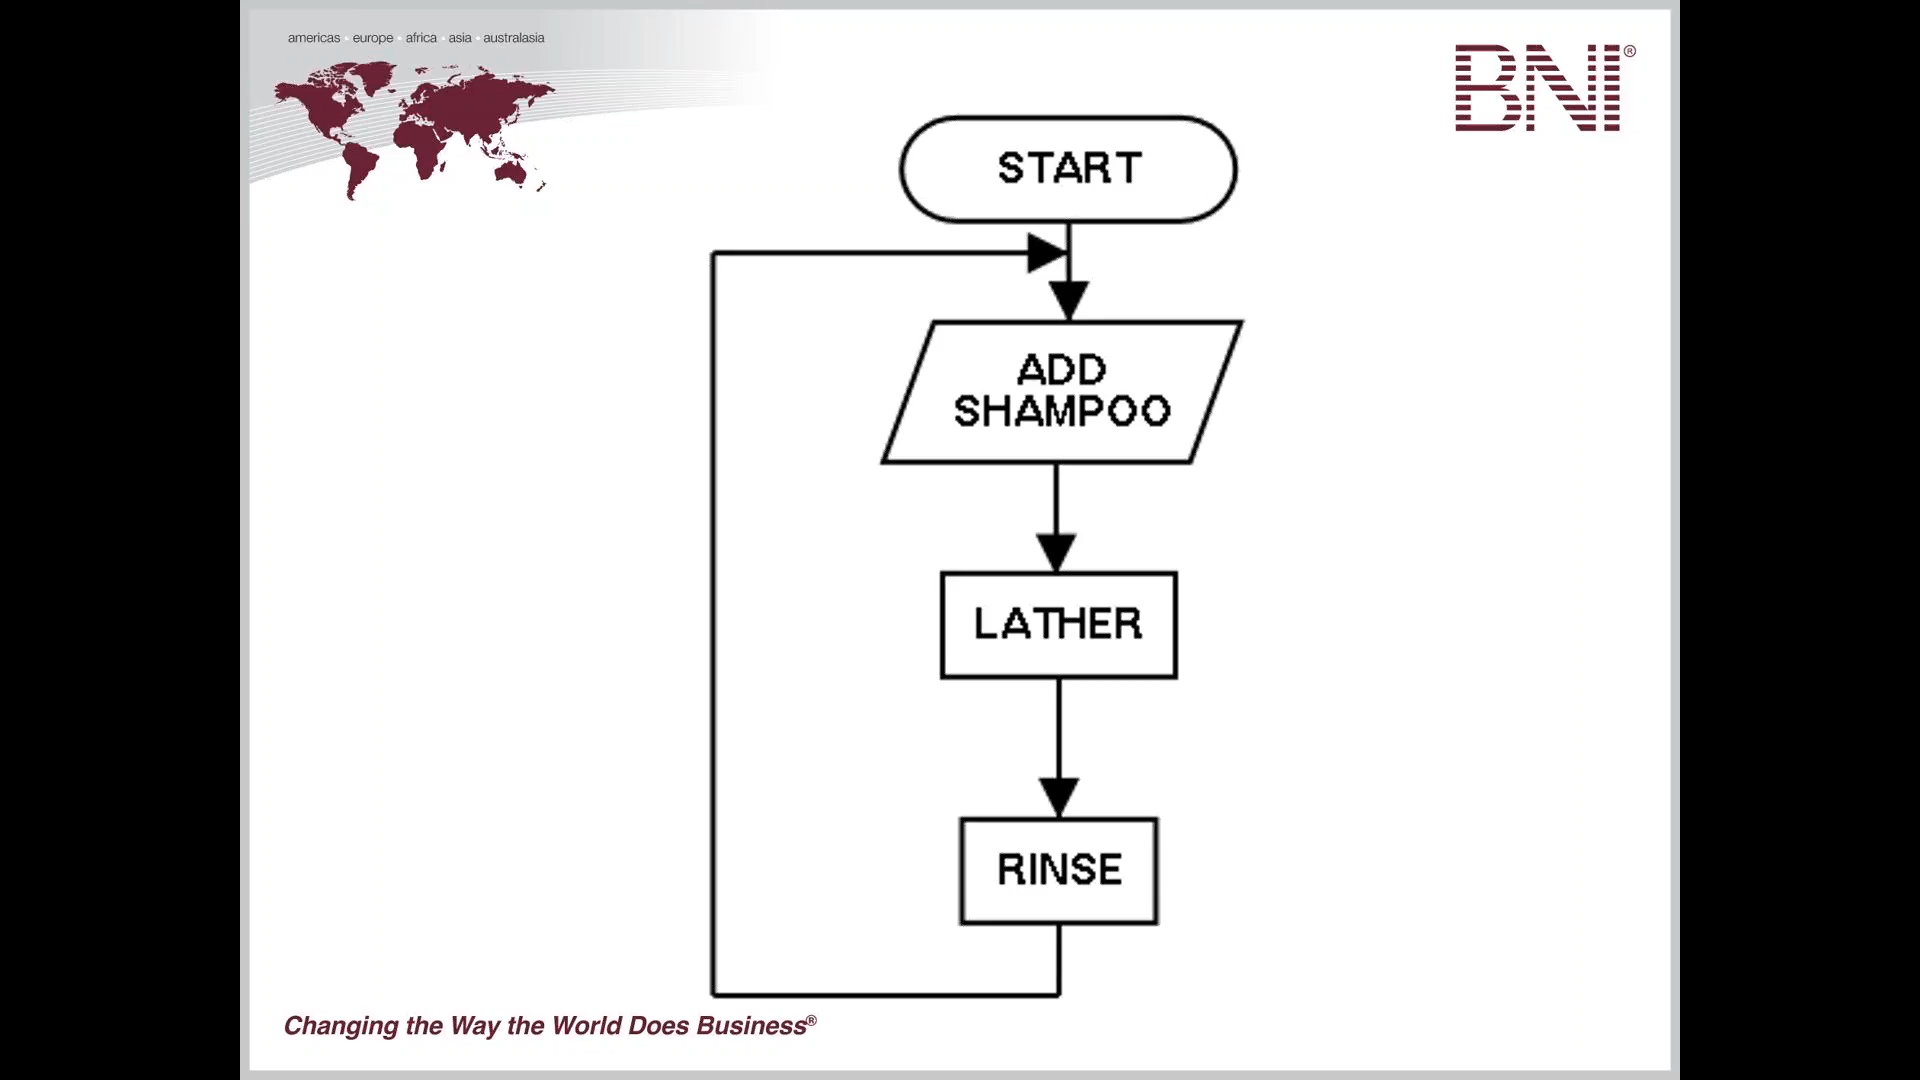 americas · europe · africa · asia · australasia
BNI®
START
ADD
SHAMPOO
LATHER
RINSE
Changing the Way the World Does Business®